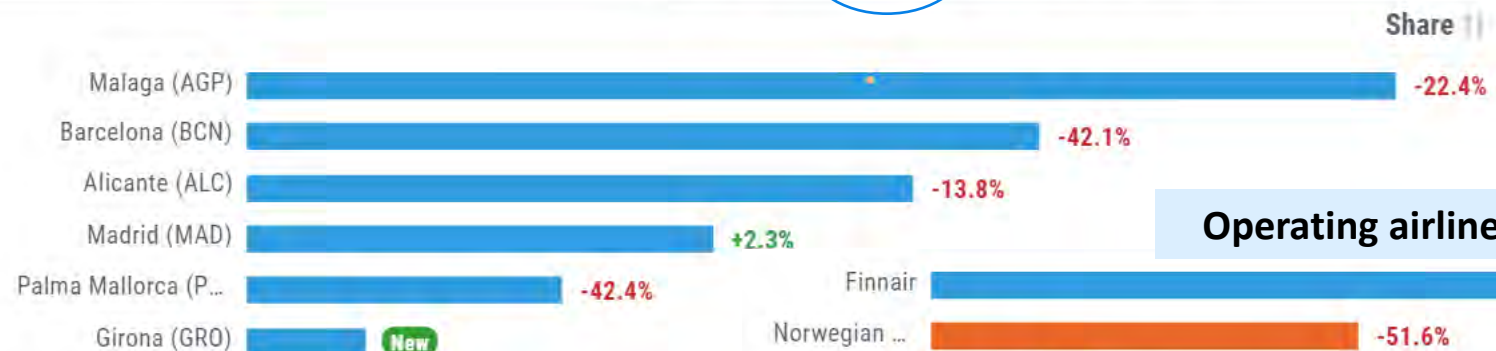 Share
Malaga (AGP) -22.4%
Barcelona (BCN) -42.1%
Alicante (ALC) -13.8%
Madrid (MAD) +2.3%
Operating airline
Palma Mallorca (P... -42.4%
Finnair
Girona (GRO) New
Norwegian ... -51.6%